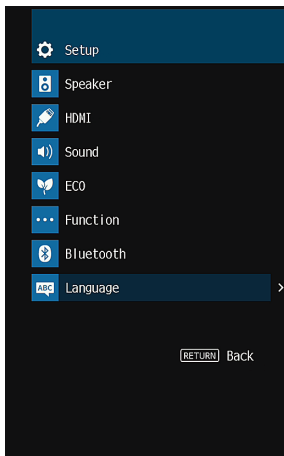 Setup
Speaker
HDMI
Sound
ECO
Function
Bluetooth
ABC Language
RETURN Back